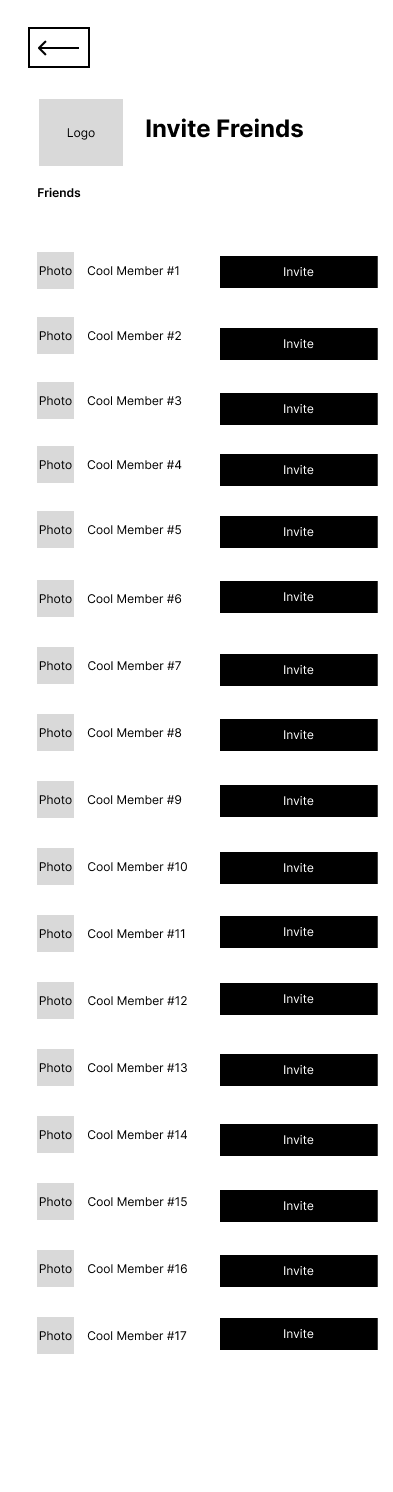 Logo
Invite Freinds
Friends
Photo Cool Member #1 Invite
Photo Cool Member #2 Invite
Photo Cool Member #3 Invite
Photo Cool Member #4 Invite
Photo Cool Member #5 Invite
Photo Cool Member #6 Invite
Photo Cool Member #7 Invite
Photo Cool Member #8 Invite
Photo Cool Member #9 Invite
Photo Cool Member #10 Invite
Photo Cool Member #11 Invite
Photo Cool Member #12 Invite
Photo Cool Member #13 Invite
Photo Cool Member #14 Invite
Photo Cool Member #15 Invite
Photo Cool Member #16 Invite
Photo Cool Member #17 Invite